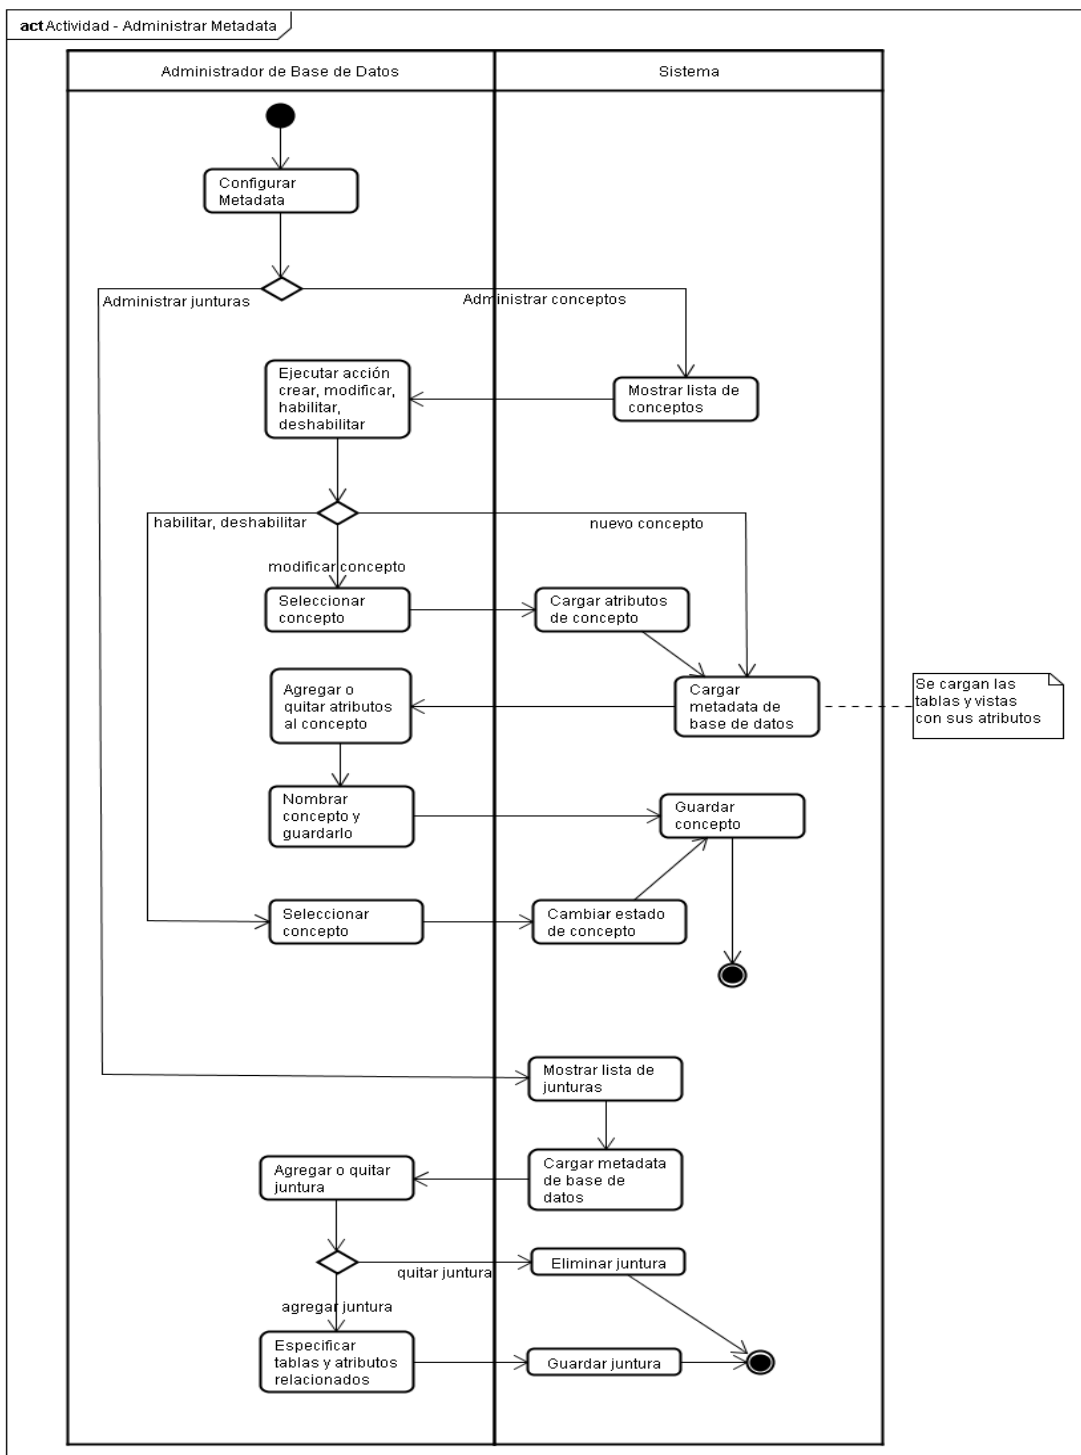 act Actividad - Administrar Metadata
Administrador de Base de Datos
Sistema
Configurar
Metadata
Administrar junturas
Administrar conceptos
Ejecutar acción
crear, modificar,
habilitar,
deshabilitar
Mostrar lista de
conceptos
habilitar, deshabilitar
nuevo concepto
modificar concepto
Seleccionar
concepto
Cargar atributos
de concepto
Agregar o
quitar atributos
al concepto
Cargar
metadata de
base de datos
Se cargan las
tablas y vistas
con sus atributos
Nombrar
concepto y
guardarlo
Guardar
concepto
Seleccionar
concepto
Cambiar estado
de concepto
Mostrar lista de
junturas
Agregar o quitar
juntura
Cargar metadata
de base de
datos
quitar juntura
Eliminar juntura
agregar juntura
Especificar
tablas y atributos
relacionados
Guardar juntura